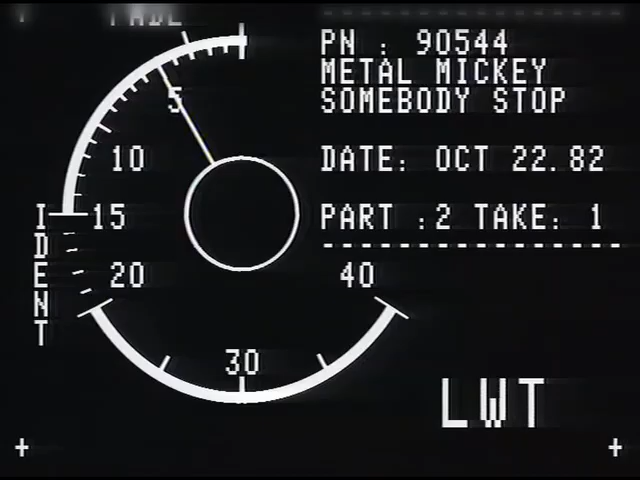 PN : 90544
METAL MICKEY
SOMEBODY STOP
DATE: OCT 22.82
PART :2 TAKE: 1
----------------
5
10
15
20
30
40
IDENT
LWT